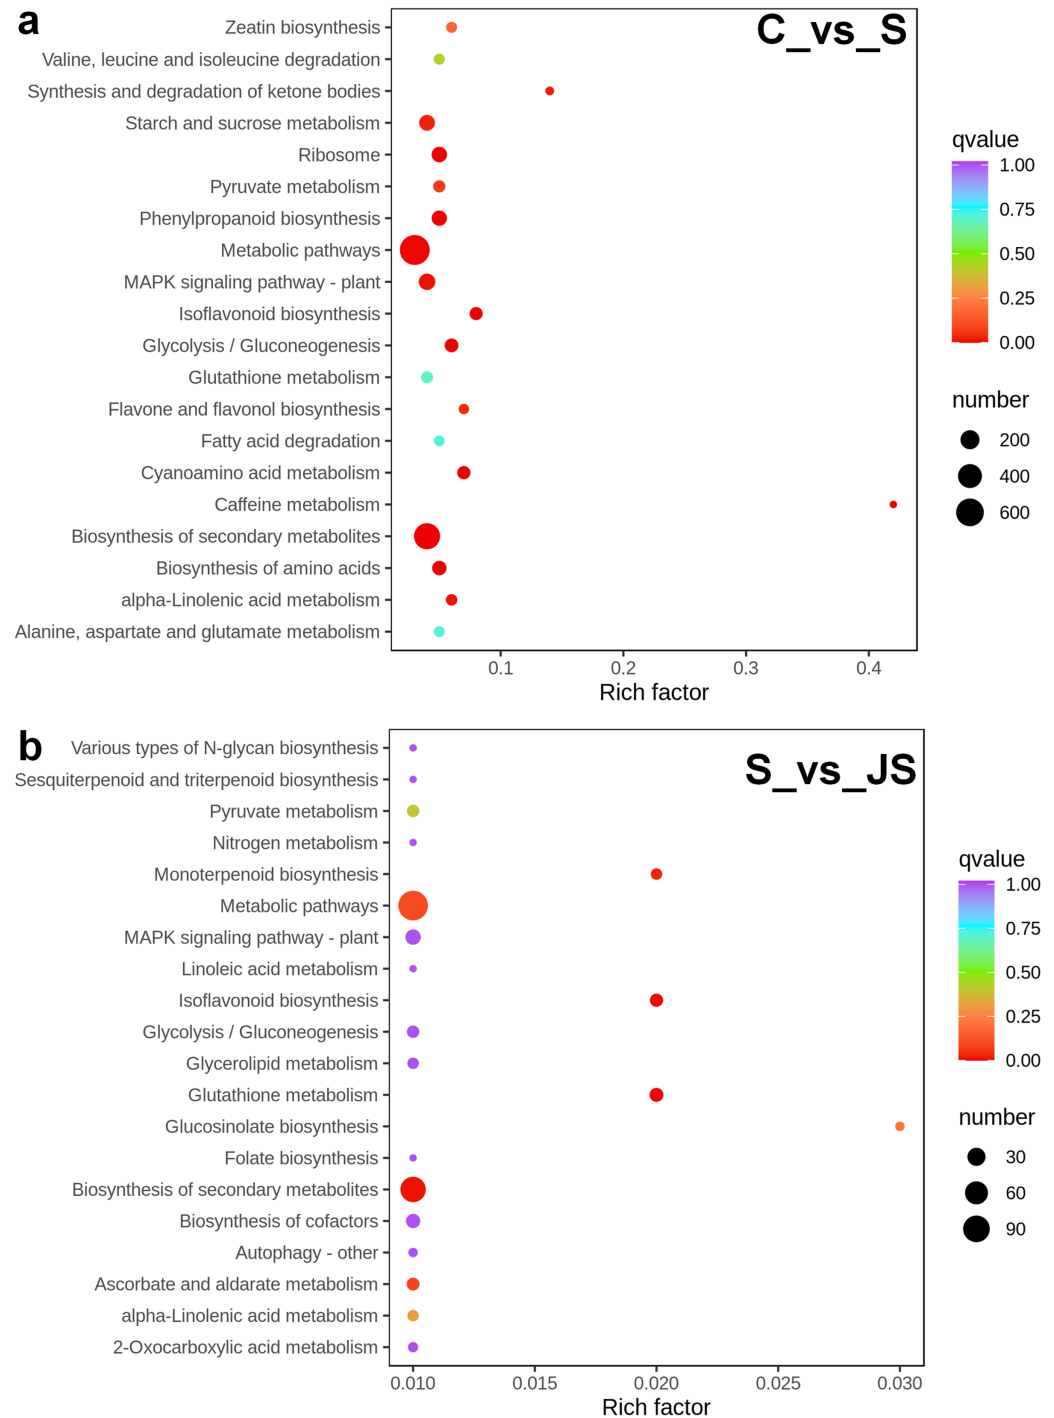 a
C_vs_S
Zeatin biosynthesis
Valine, leucine and isoleucine degradation
Synthesis and degradation of ketone bodies
Starch and sucrose metabolism
Ribosome
Pyruvate metabolism
Phenylpropanoid biosynthesis
Metabolic pathways
MAPK signaling pathway - plant
Isoflavonoid biosynthesis
Glycolysis / Gluconeogenesis
Glutathione metabolism
Flavone and flavonol biosynthesis
Fatty acid degradation
Cyanoamino acid metabolism
Caffeine metabolism
Biosynthesis of secondary metabolites
Biosynthesis of amino acids
alpha-Linolenic acid metabolism
Alanine, aspartate and glutamate metabolism
0.1 0.2 0.3 0.4
Rich factor
qvalue
1.00
0.75
0.50
0.25
0.00
number
200
400
600
b
S_vs_JS
Various types of N-glycan biosynthesis
Sesquiterpenoid and triterpenoid biosynthesis
Pyruvate metabolism
Nitrogen metabolism
Monoterpenoid biosynthesis
Metabolic pathways
MAPK signaling pathway - plant
Linoleic acid metabolism
Isoflavonoid biosynthesis
Glycolysis / Gluconeogenesis
Glycerolipid metabolism
Glutathione metabolism
Glucosinolate biosynthesis
Folate biosynthesis
Biosynthesis of secondary metabolites
Biosynthesis of cofactors
Autophagy - other
Ascorbate and aldarate metabolism
alpha-Linolenic acid metabolism
2-Oxocarboxylic acid metabolism
0.010 0.015 0.020 0.025 0.030
Rich factor
qvalue
1.00
0.75
0.50
0.25
0.00
number
30
60
90